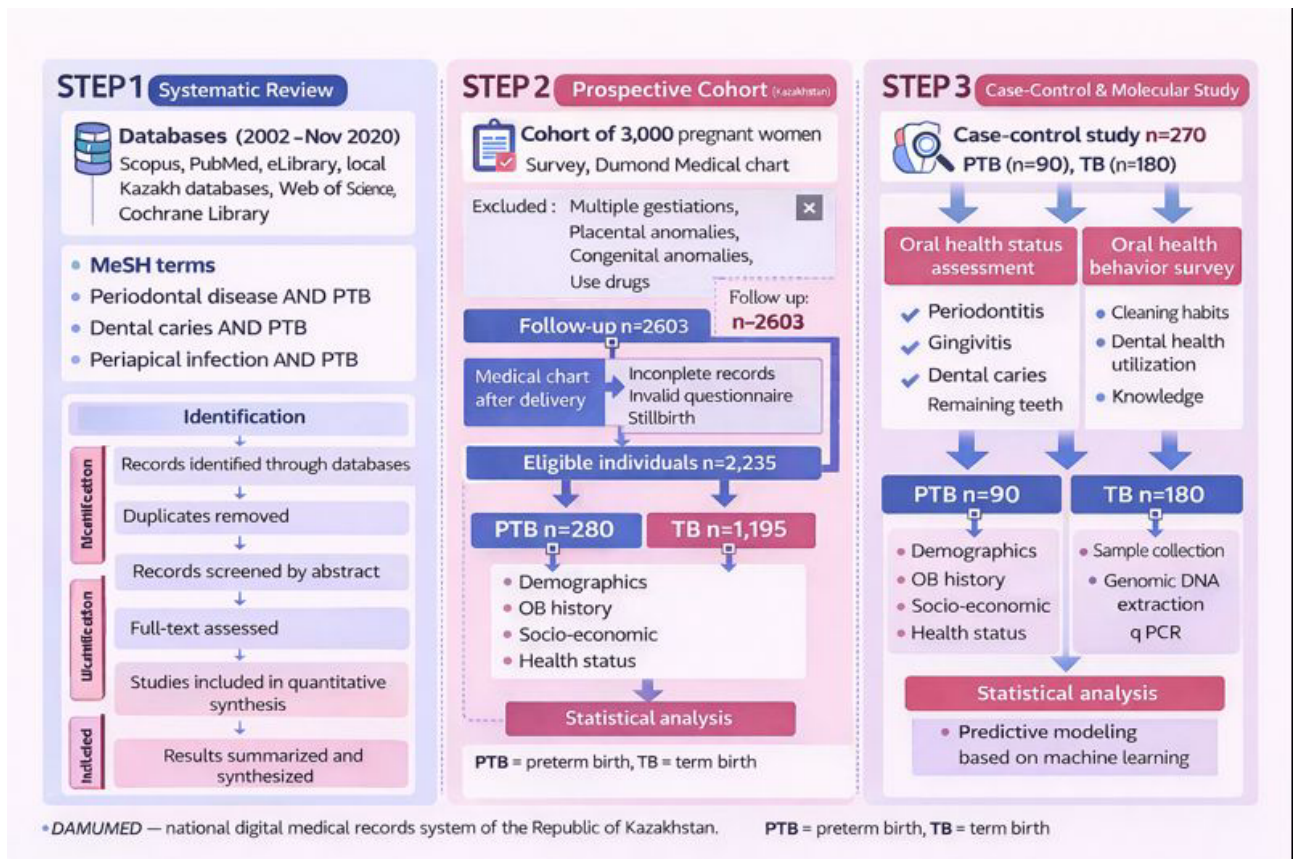 STEP 1 Systematic Review
Databases (2002 –Nov 2020)
Scopus, PubMed, eLibrary, local
Kazakh databases, Web of Science,
Cochrane Library
• MeSH terms
• Periodontal disease AND PTB
• Dental caries AND PTB
• Periapical infection AND PTB
Identification
Records identified through databases
Duplicates removed
Records screened by abstract
Full-text assessed
Studies included in quantitative
synthesis
Results summarized and
synthesized
STEP 2 Prospective Cohort (Kazakhstan)
Cohort of 3,000 pregnant women
Survey, Dumond Medical chart
Excluded : Multiple gestiations,
Placental anomalies,
Congenital anomalies,
Use drugs
Follow up:
n–2603
Follow-up n=2603
Medical chart
after delivery
Inconplete records
Invalid questionnaire
Stillbirth
Eligible individuals n=2,235
PTB n=280
TB n=1,195
• Demographics
• OB history
• Socio-economic
• Health status
Statistical analysis
PTB = preterm birth, TB = term birth
STEP 3 Case-Control & Molecular Study
Case-control study n=270
PTB (n=90), TB (n=180)
Oral health status
assessment
✓ Periodontitis
✓ Gingivitis
✓ Dental caries
Remaining teeth
Oral health
behavior survey
• Cleaning habits
• Dental health
utilization
• Knowledge
PTB n=90
• Demographics
• OB history
• Socio-economic
• Health status
TB n=180
• Sample collection
• Genomic DNA
extraction
q PCR
Statistical analysis
• Predictive modeling
based on machine learning
• DAMUMED — national digital medical records system of the Republic of Kazakhstan.
PTB = preterm birth, TB = term birth